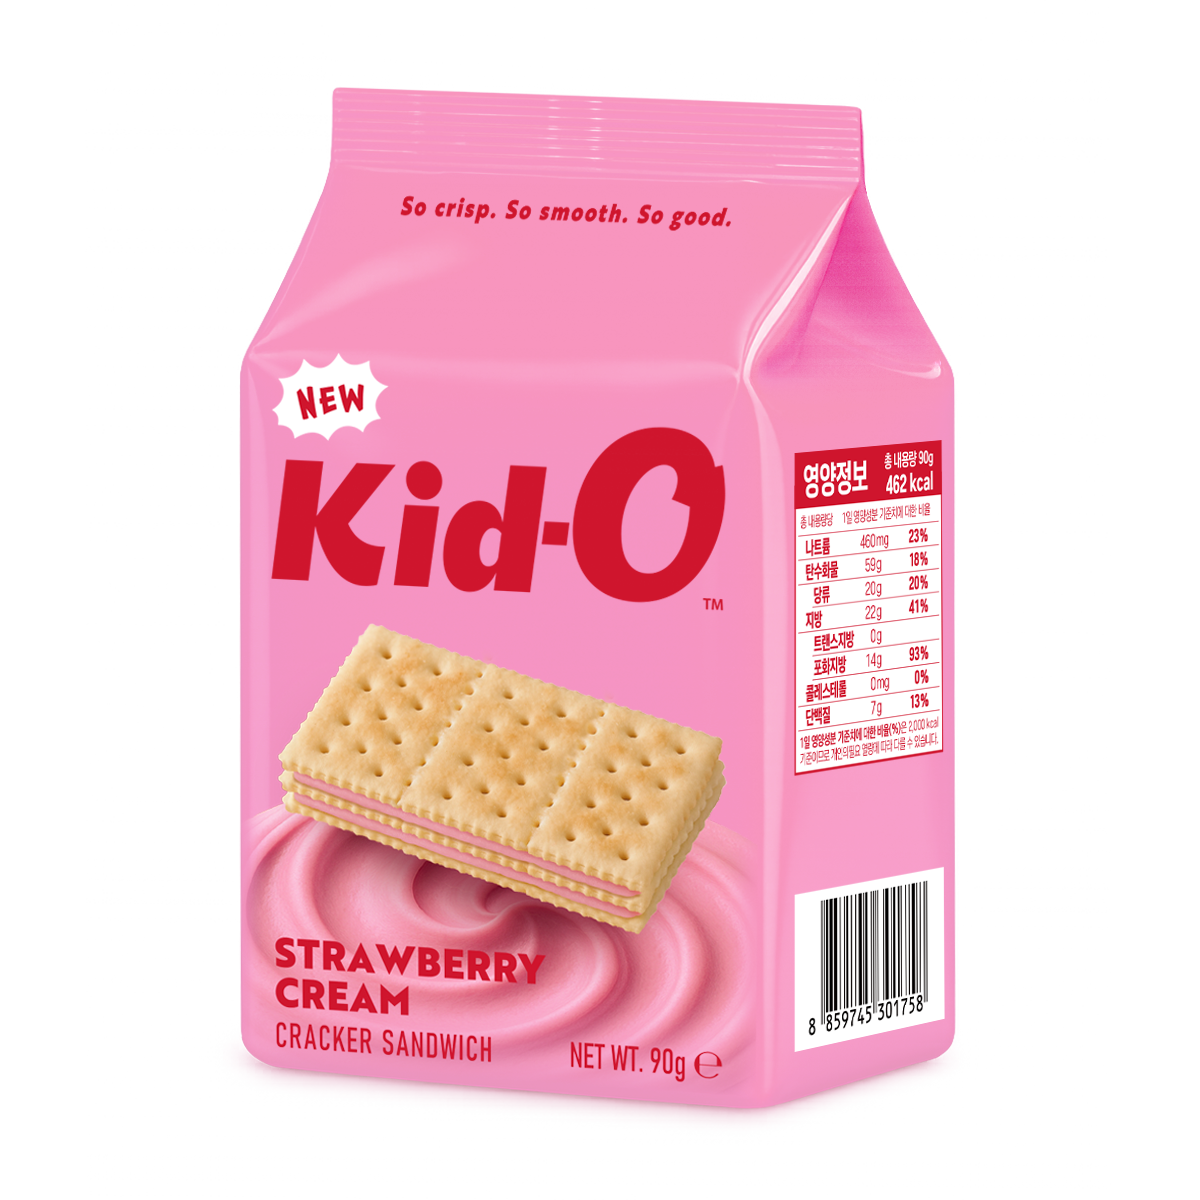 So crisp. So smooth. So good.
NEW
Kid-O
TM
STRAWBERRY
CREAM
CRACKER SANDWICH
NET WT. 90g ℮
영양정보
총 내용량 90g
462 kcal
총 내용량당 1일 영양성분 기준치에 대한 비율
나트륨 460mg 23%
탄수화물 59g 18%
당류 20g 20%
지방 22g 41%
트랜스지방 0g
포화지방 14g 93%
콜레스테롤 0mg 0%
단백질 7g 13%
1일 영양성분 기준치에 대한 비율(%)은 2,000 kcal
기준이므로 개인의 필요 열량에 따라 다를 수 있습니다.
8 859745 301758